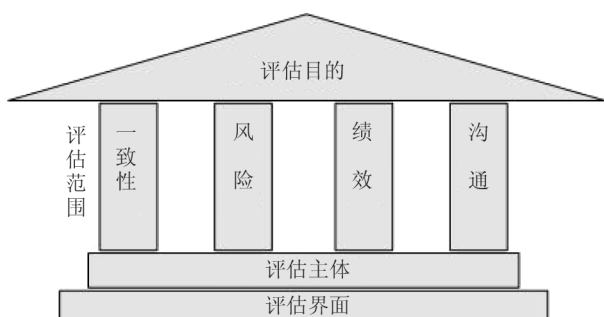 评估目的
评估范围
一致性
风险
绩效
沟通
评估主体
评估界面